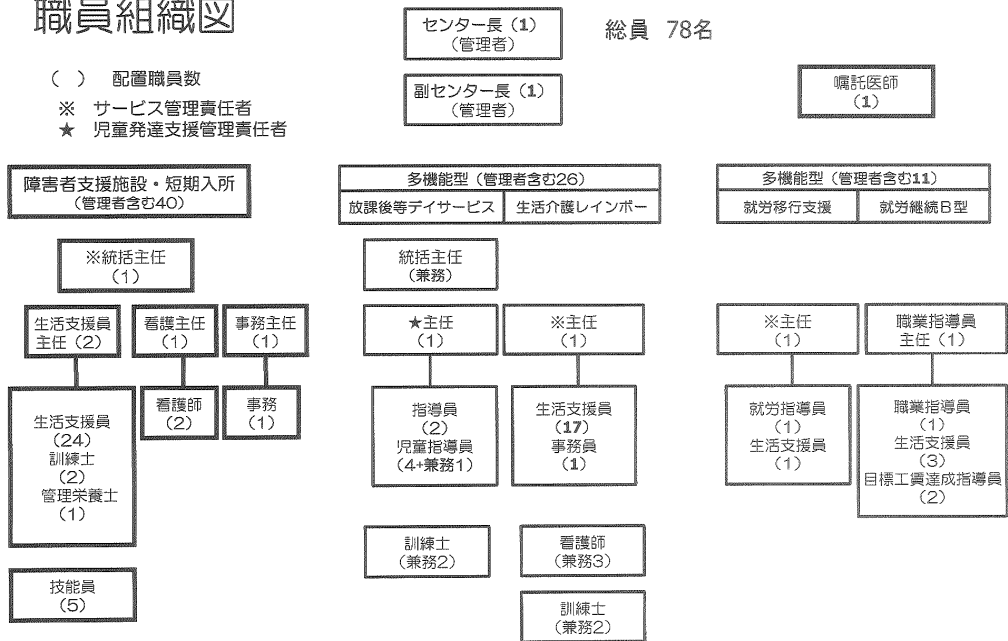 職員組織図
総員 78名
( ) 配置職員数
※ サービス管理責任者
★ 児童発達支援管理責任者
センター長（1）
（管理者）
副センター長（1）
（管理者）
嘱託医師
（1）
障害者支援施設・短期入所
（管理者含む40）
※統括主任
（1）
生活支援員
主任（2）
看護主任
（1）
事務主任
（1）
生活支援員
（24）
訓練士
（2）
管理栄養士
（1）
看護師
（2）
事務
（1）
技能員
（5）
多機能型（管理者含む26）
放課後等デイサービス
生活介護レインボー
統括主任
（兼務）
★主任
（1）
※主任
（1）
指導員
（2）
児童指導員
（4+兼務1）
生活支援員
（17）
事務員
（1）
訓練士
（兼務2）
看護師
（兼務3）
訓練士
（兼務2）
多機能型（管理者含む11）
就労移行支援
就労継続B型
※主任
（1）
職業指導員
主任（1）
就労指導員
（1）
生活支援員
（1）
職業指導員
（1）
生活支援員
（3）
目標工賃達成指導員
（2）